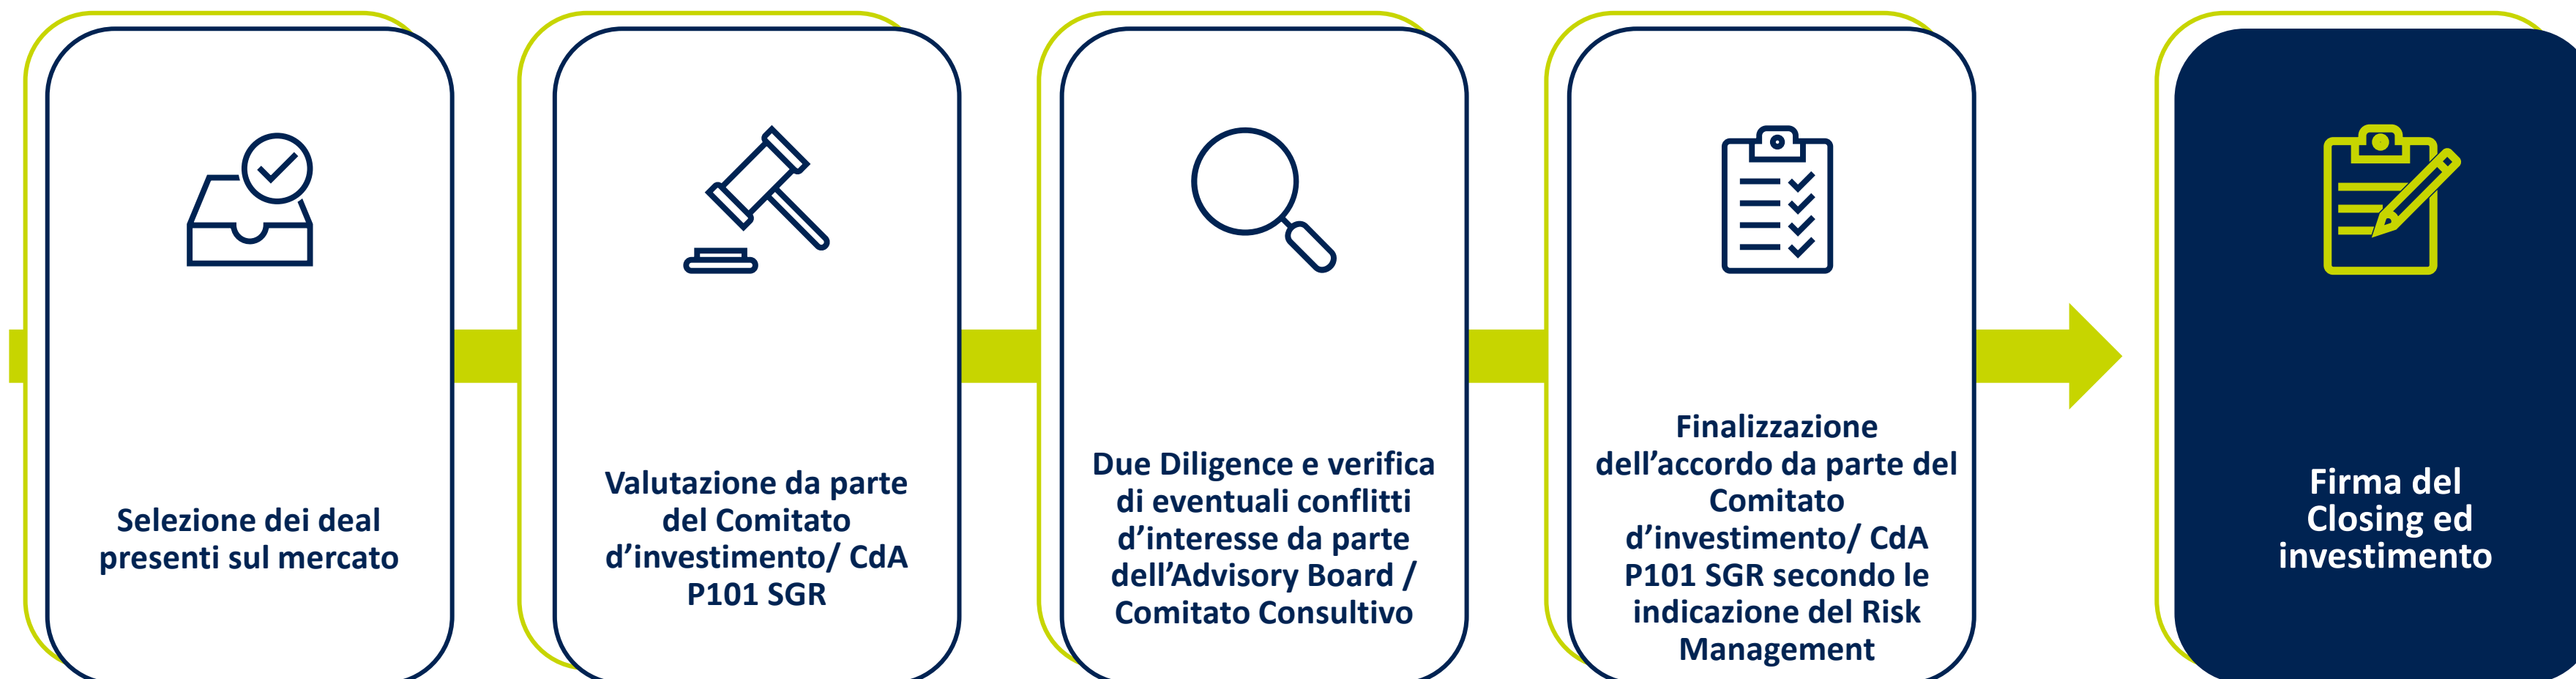 Selezione dei deal
presenti sul mercato
Valutazione da parte
del Comitato
d’investimento/ CdA
P101 SGR
Due Diligence e verifica
di eventuali conflitti
d’interesse da parte
dell’Advisory Board /
Comitato Consultivo
Finalizzazione
dell’accordo da parte del
Comitato
d’investimento/ CdA
P101 SGR secondo le
indicazione del Risk
Management
Firma del
Closing ed
investimento